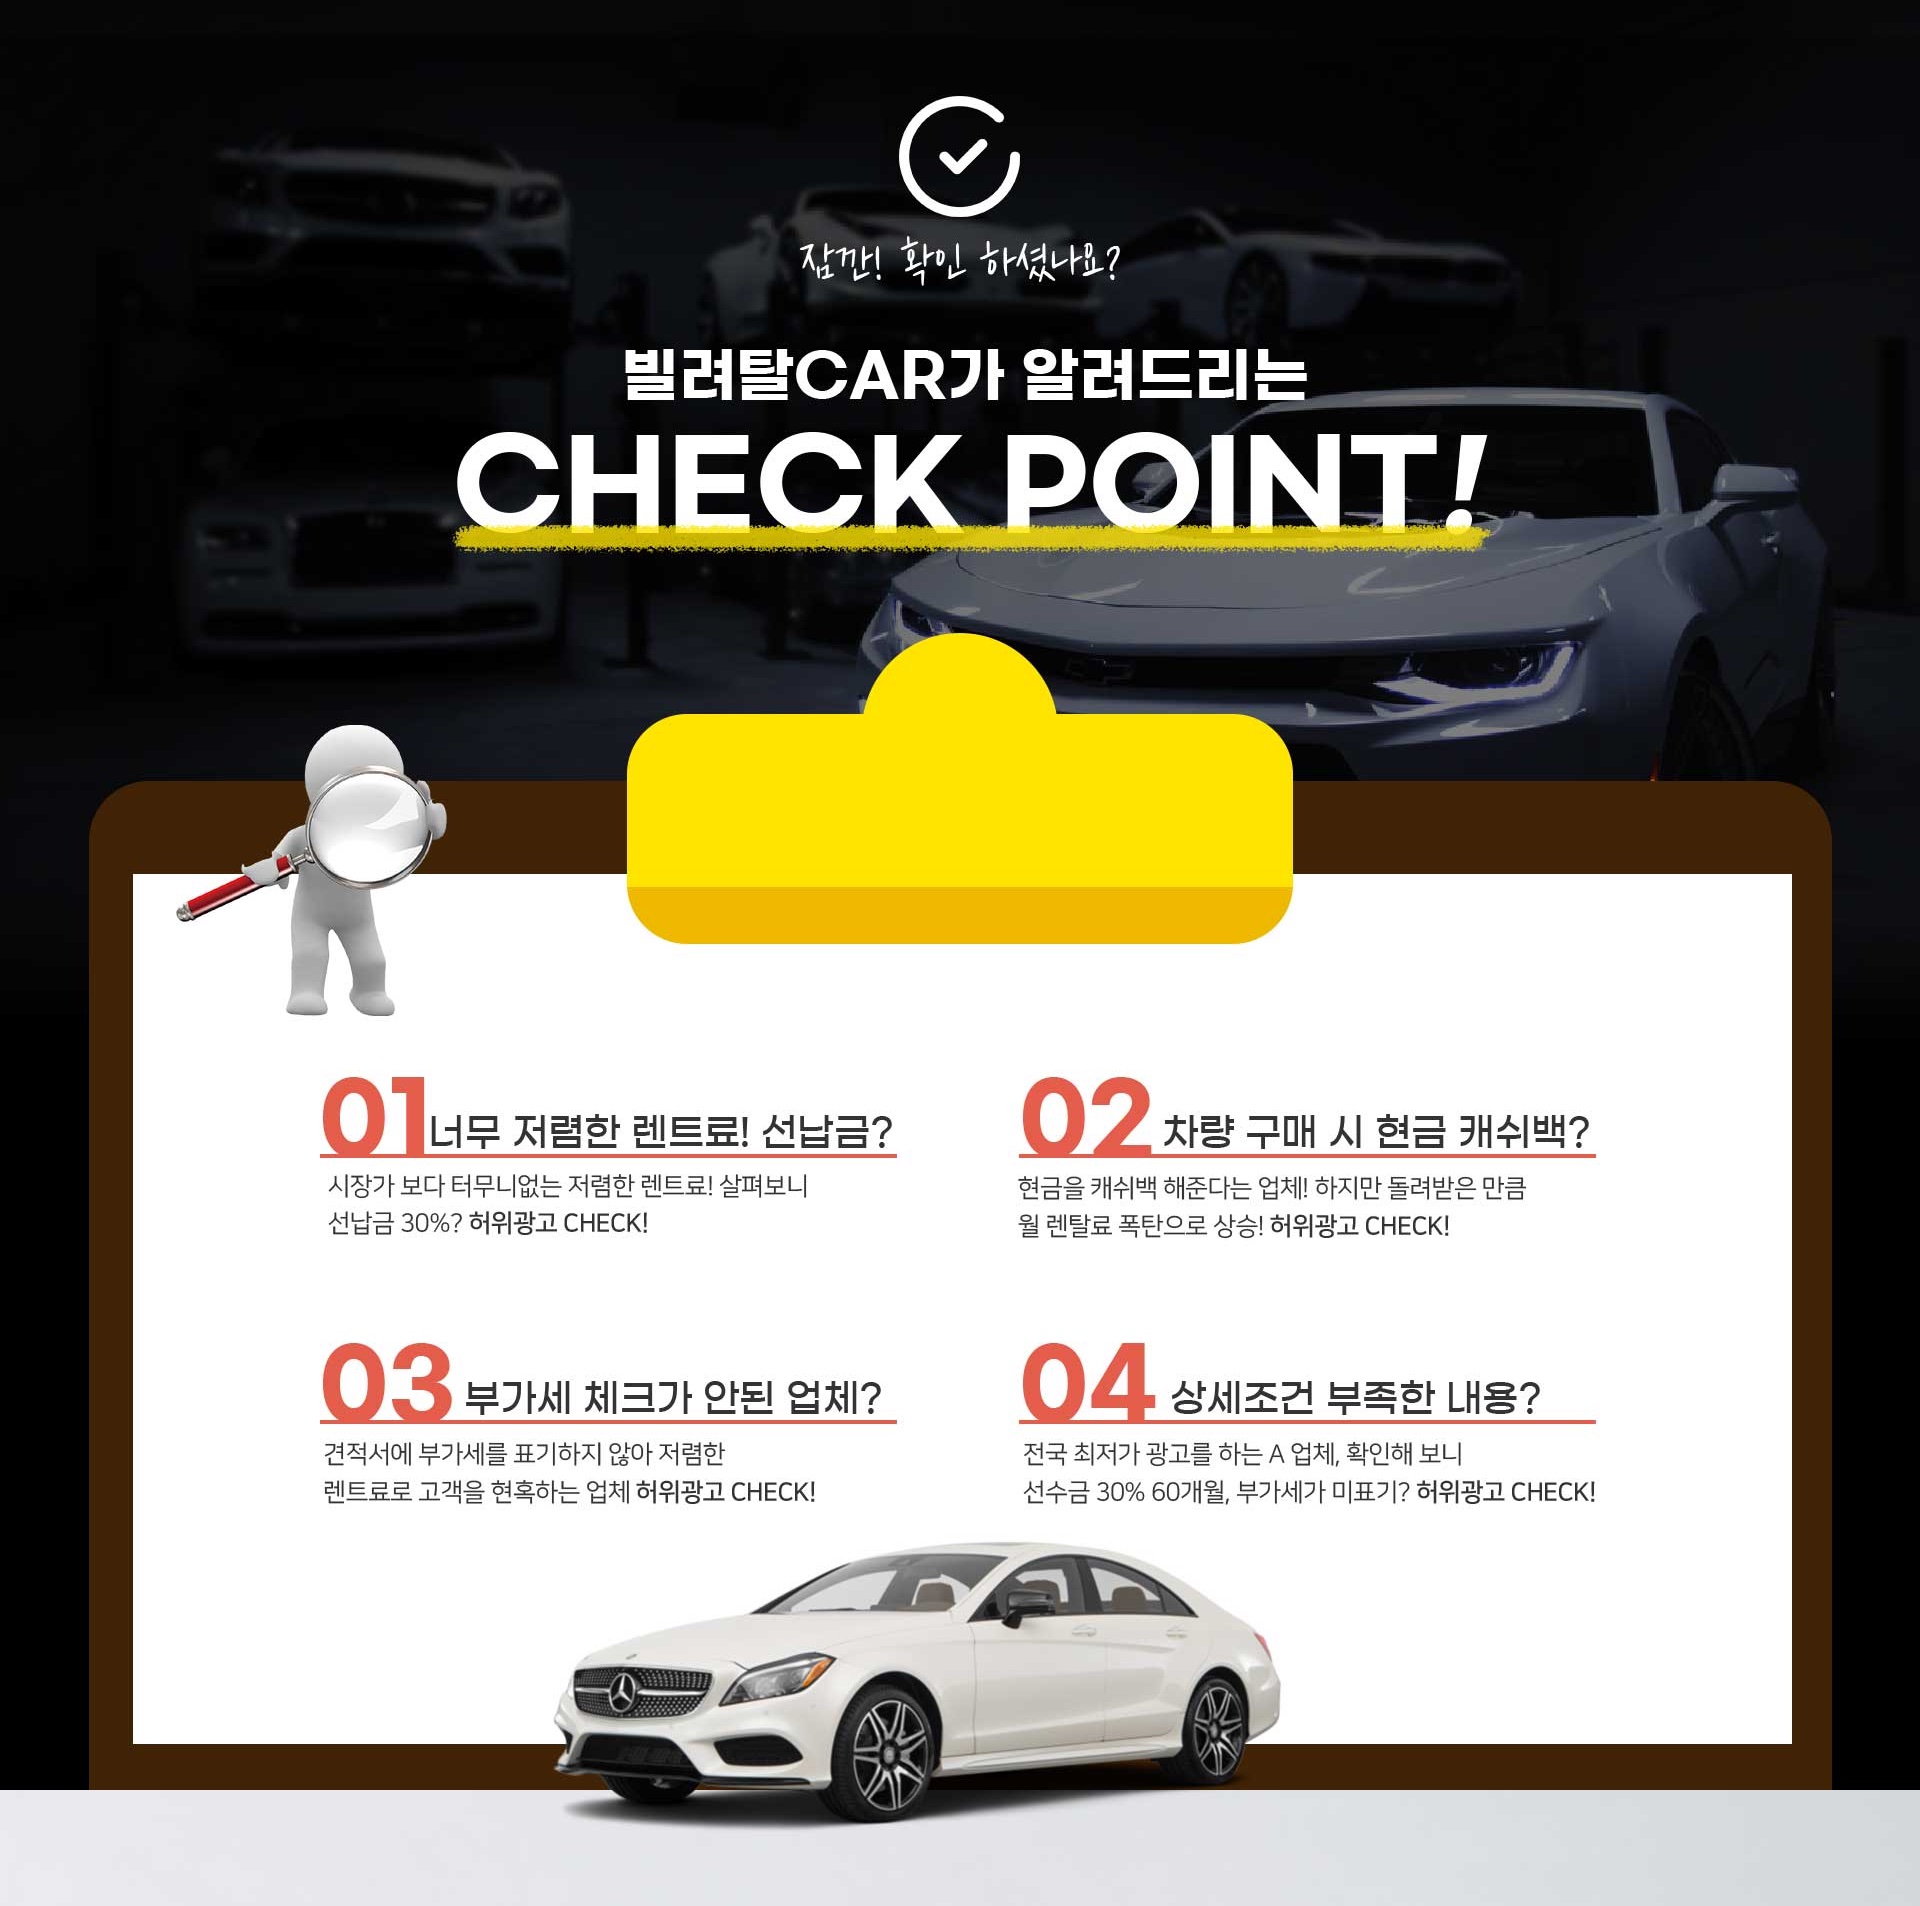 잠깐! 확인 하셨나요?
빌려탈CAR가 알려드리는
CHECK POINT!
01 너무 저렴한 렌트료! 선납금?
시장가 보다 터무니없는 저렴한 렌트료! 살펴보니
선납금 30%? 허위광고 CHECK!
02 차량 구매 시 현금 캐쉬백?
현금을 캐쉬백 해준다는 업체! 하지만 돌려받은 만큼
월 렌탈료 폭탄으로 상승! 허위광고 CHECK!
03 부가세 체크가 안된 업체?
견적서에 부가세를 표기하지 않아 저렴한
렌트료로 고객을 현혹하는 업체 허위광고 CHECK!
04 상세조건 부족한 내용?
전국 최저가 광고를 하는 A 업체, 확인해 보니
선수금 30% 60개월, 부가세가 미표기? 허위광고 CHECK!